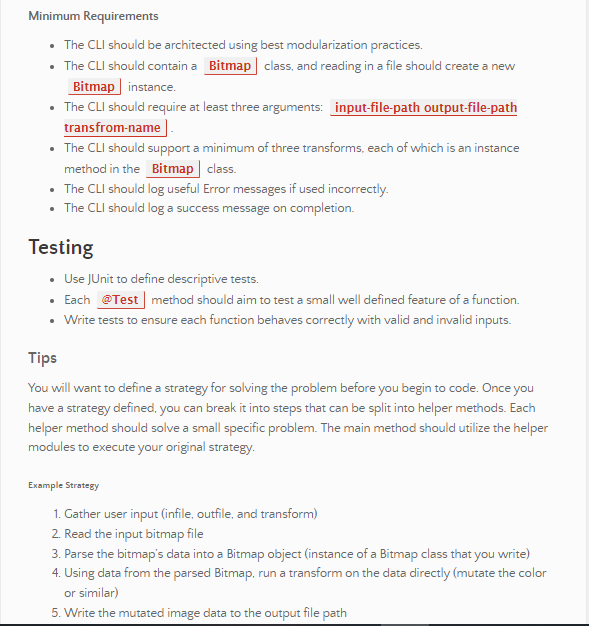 Minimum Requirements
The CLI should be architected using best modularization practices.
The CLI should contain a Bitmap class, and reading in a file should create a new
Bitmap instance.
The CLI should require at least three arguments: input-file-path output-file-path
transfrom-name .
The CLI should support a minimum of three transforms, each of which is an instance
method in the Bitmap class.
The CLI should log useful Error messages if used incorrectly.
The CLI should log a success message on completion.
Testing
Use JUnit to define descriptive tests.
Each @Test method should aim to test a small well defined feature of a function.
Write tests to ensure each function behaves correctly with valid and invalid inputs.
Tips
You will want to define a strategy for solving the problem before you begin to code. Once you
have a strategy defined, you can break it into steps that can be split into helper methods. Each
helper method should solve a small specific problem. The main method should utilize the helper
modules to execute your original strategy.
Example Strategy
1. Gather user input (infile, outfile, and transform)
2. Read the input bitmap file
3. Parse the bitmap's data into a Bitmap object (instance of a Bitmap class that you write)
4. Using data from the parsed Bitmap, run a transform on the data directly (mutate the color
or similar)
5. Write the mutated image data to the output file path